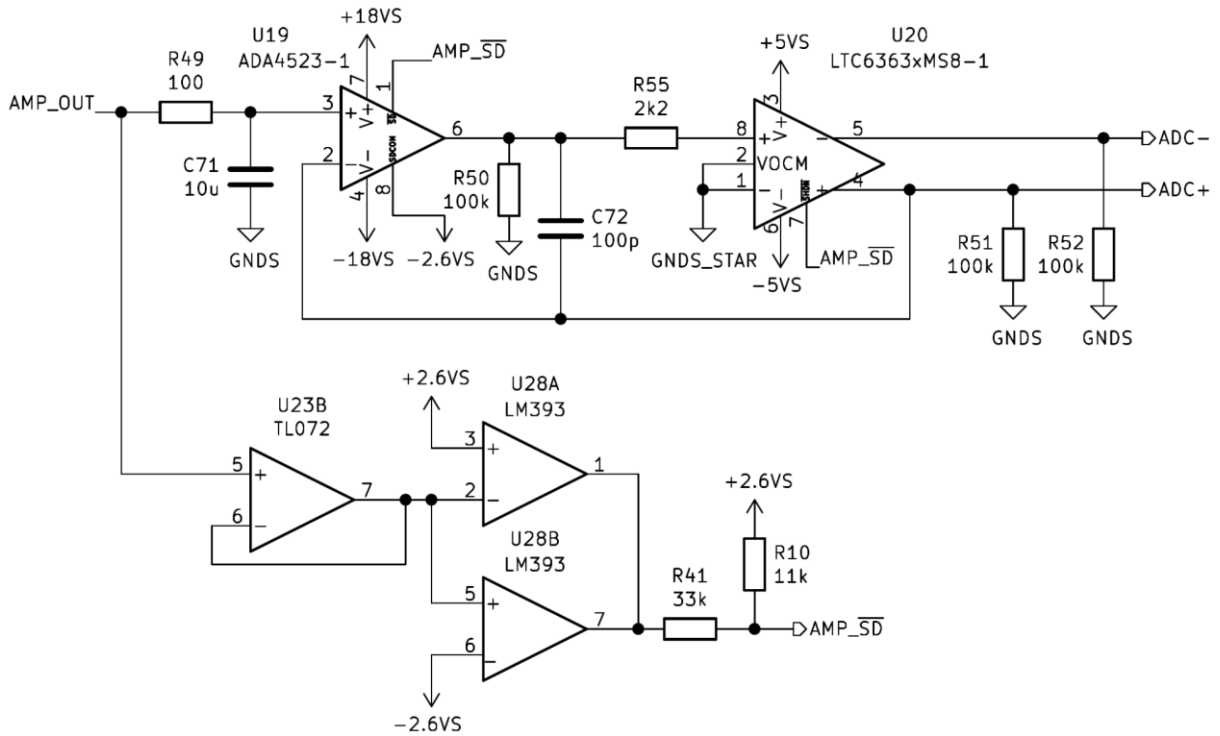 +18VS
U19
ADA4523-1
AMP_SD
R49
100
AMP_OUT
7
1
3
+
V+
SD
2
−
V-
SDCOM
6
4
8
C71
10u
GNDS
-18VS
-2.6VS
R50
100k
GNDS
C72
100p
R55
2k2
+5VS
U20
LTC6363xMS8-1
3
8
+
V+
−
5
2
VOCM
1
−
V-
SHDN
+
4
6
7
GNDS_STAR
-5VS
AMP_SD
ADC-
ADC+
R51
100k
R52
100k
GNDS
GNDS
U23B
TL072
5
+
6
−
7
+2.6VS
U28A
LM393
3
+
2
−
1
U28B
LM393
5
+
6
−
7
-2.6VS
R41
33k
+2.6VS
R10
11k
AMP_SD